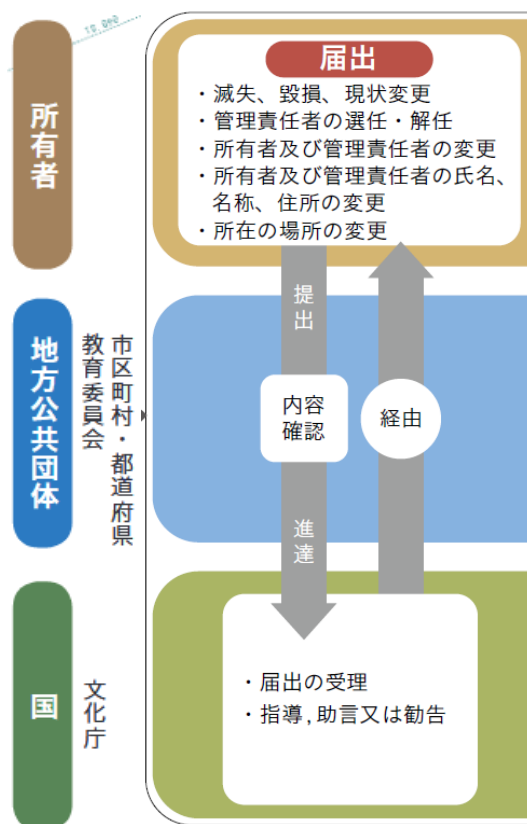 所有者
届出
・滅失、毀損、現状変更
・管理責任者の選任・解任
・所有者及び管理責任者の変更
・所有者及び管理責任者の氏名、
名称、住所の変更
・所在の場所の変更
提出
地方公共団体
市区町村・都道府県
教育委員会
内容
確認
経由
進達
国
文化庁
・届出の受理
・指導,助言又は勧告